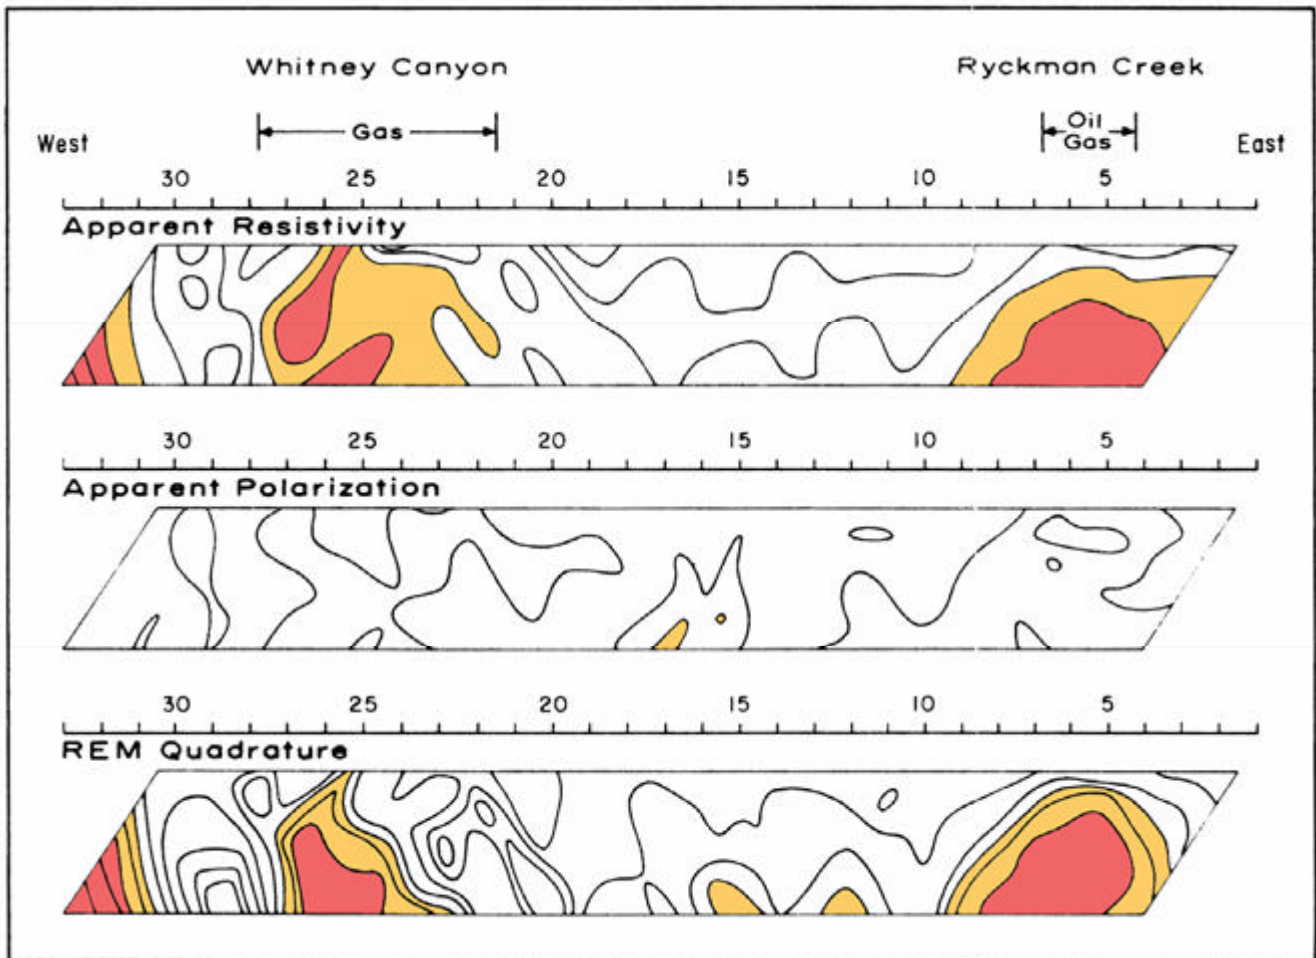 Whitney Canyon
Ryckman Creek
West
Gas
Oil
Gas
East
30 25 20 15 10 5
Apparent Resistivity
30 25 20 15 10 5
Apparent Polarization
30 25 20 15 10 5
REM Quadrature